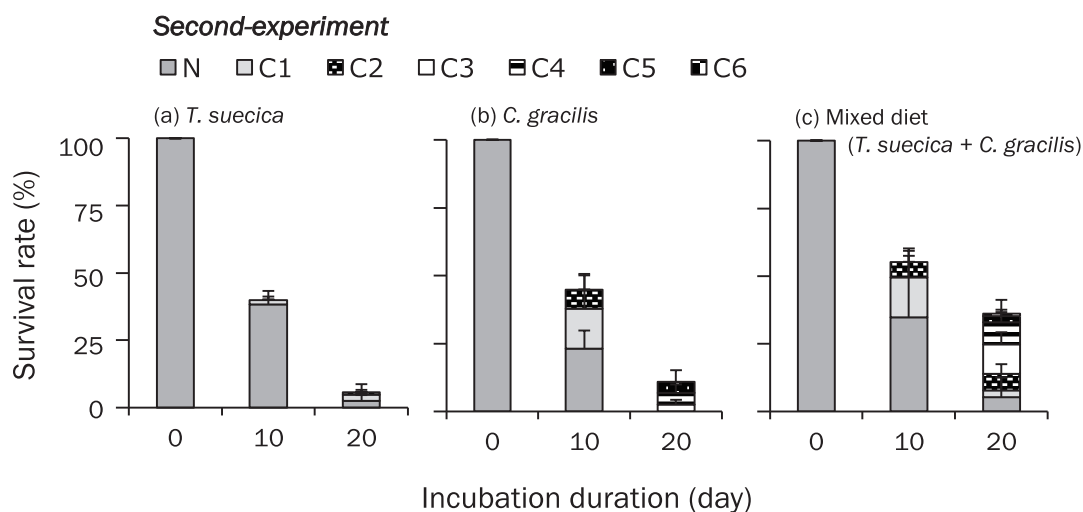 Second-experiment
N C1 C2 C3 C4 C5 C6
(a) T. suecica
(b) C. gracilis
(c) Mixed diet
(T. suecica + C. gracilis)
Survival rate (%)
100
75
50
25
0
0 10 20
0 10 20
0 10 20
Incubation duration (day)